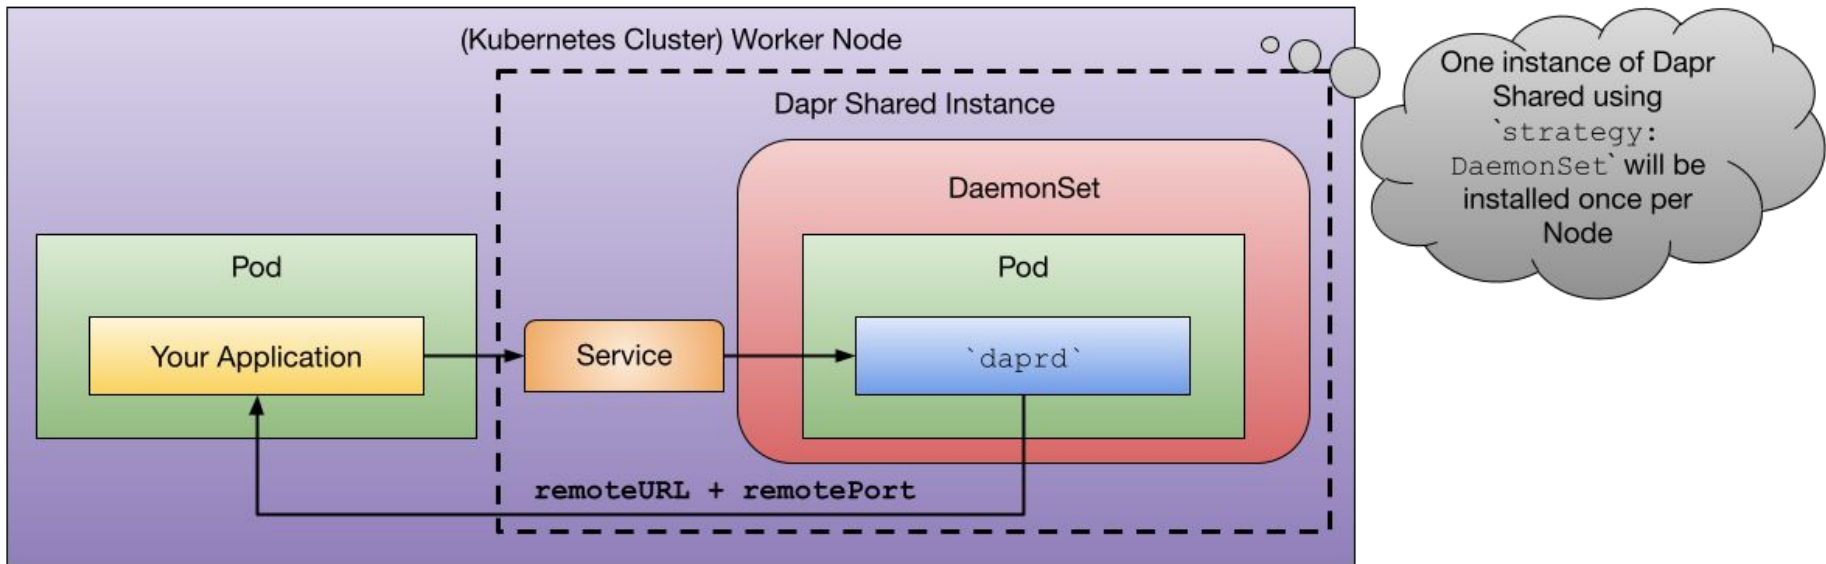 (Kubernetes Cluster) Worker Node
Dapr Shared Instance
DaemonSet
Pod
Pod
Your Application
Service
`daprd`
remoteURL + remotePort
One instance of Dapr
Shared using
`strategy:
DaemonSet` will be
installed once per
Node